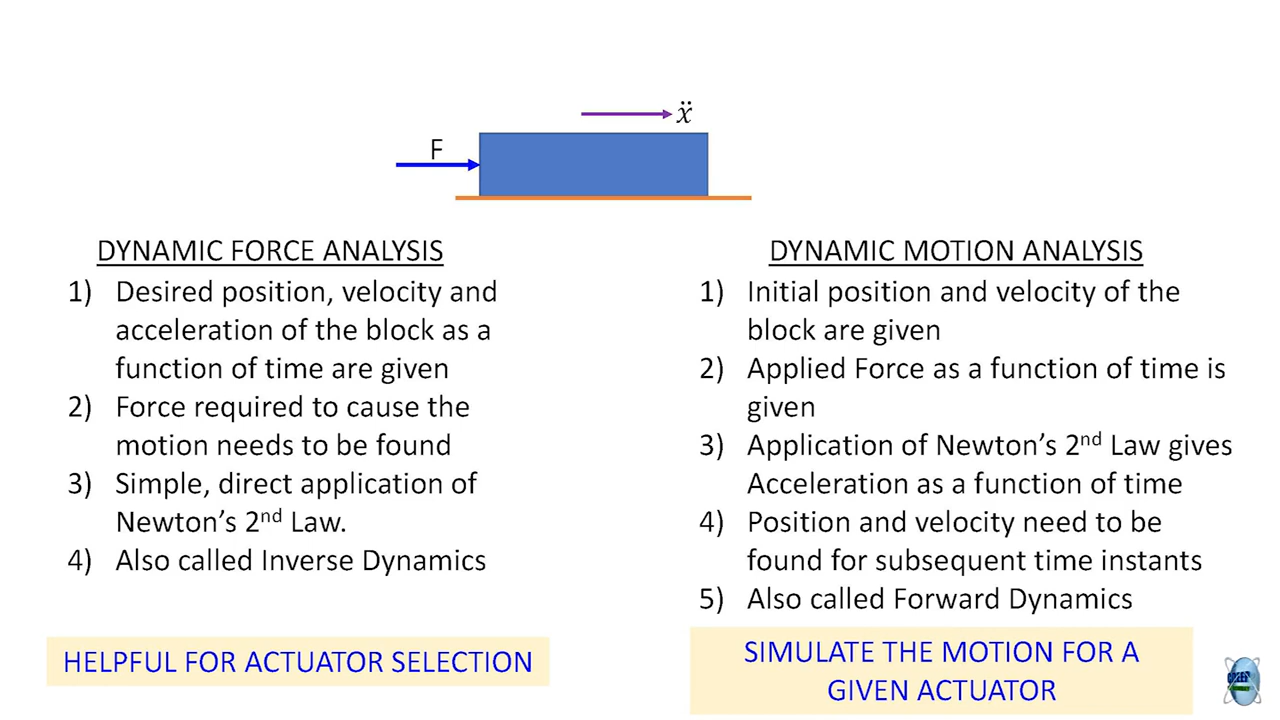 ẍ
F
DYNAMIC FORCE ANALYSIS
1) Desired position, velocity and
acceleration of the block as a
function of time are given
2) Force required to cause the
motion needs to be found
3) Simple, direct application of
Newton's 2nd Law.
4) Also called Inverse Dynamics
HELPFUL FOR ACTUATOR SELECTION
DYNAMIC MOTION ANALYSIS
1) Initial position and velocity of the
block are given
2) Applied Force as a function of time is
given
3) Application of Newton's 2nd Law gives
Acceleration as a function of time
4) Position and velocity need to be
found for subsequent time instants
5) Also called Forward Dynamics
SIMULATE THE MOTION FOR A
GIVEN ACTUATOR